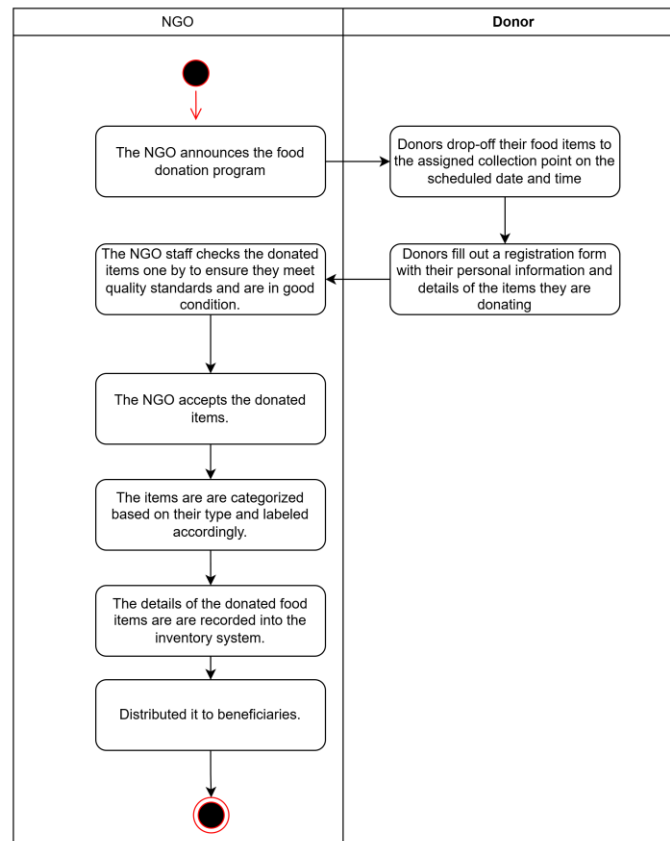 NGO
Donor
The NGO announces the food
donation program
Donors drop-off their food items to
the assigned collection point on the
scheduled date and time
The NGO staff checks the donated
items one by to ensure they meet
quality standards and are in good
condition.
Donors fill out a registration form
with their personal information and
details of the items they are
donating
The NGO accepts the donated
items.
The items are are categorized
based on their type and labeled
accordingly.
The details of the donated food
items are are recorded into the
inventory system.
Distributed it to beneficiaries.